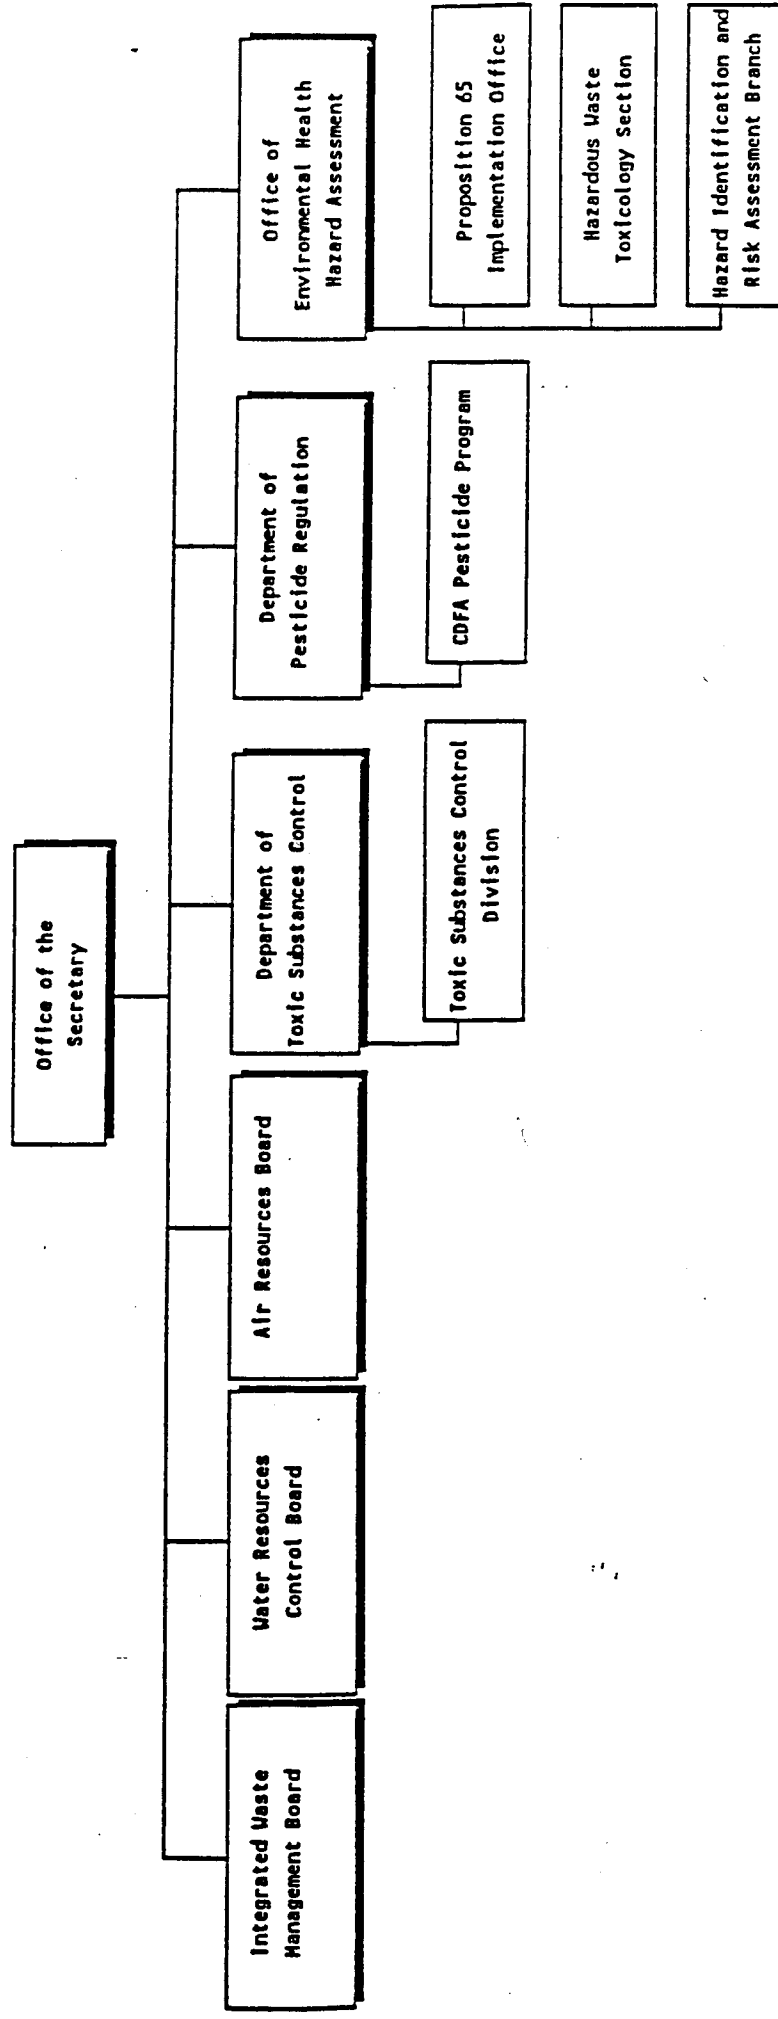 Office of the
Secretary
Integrated Waste
Management Board
Water Resources
Control Board
Air Resources Board
Department of
Toxic Substances Control
Department of
Pesticide Regulation
Office of
Environmental Health
Hazard Assessment
Toxic Substances Control
Division
CDFA Pesticide Program
Proposition 65
Implementation Office
Hazardous Waste
Toxicology Section
Hazard Identification and
Risk Assessment Branch